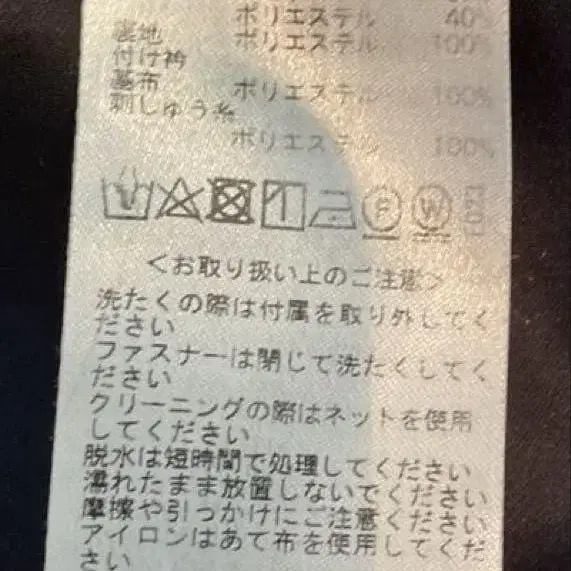 ポリエステル 40%
裏地 ポリエステル 100%
付け衿
基布 ポリエステル 100%
刺しゅう糸
ポリエステル 100%
F W
<お取り扱い上のご注意>
洗たくの際は付属を取り外してく
ださい
ファスナーは閉じて洗たくしてく
ださい
クリーニングの際はネットを使用
してください
脱水は短時間で処理してください
濡れたまま放置しないでください
摩擦や引っかけにご注意ください
アイロンはあて布を使用してくだ
さい